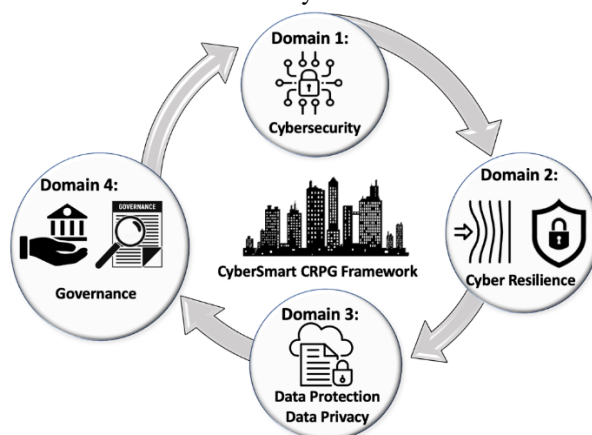 Domain 1:
Cybersecurity
Domain 2:
Cyber Resilience
Domain 3:
Data Protection
Data Privacy
Domain 4:
GOVERNANCE
Governance
CyberSmart CRPG Framework